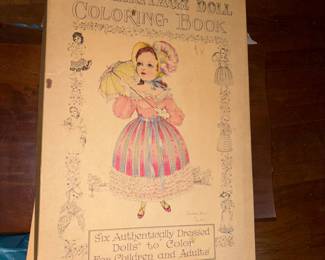 DOLL
COLORING BOOK
Six Authentically Dressed
Dolls to Color
For Children and Adults